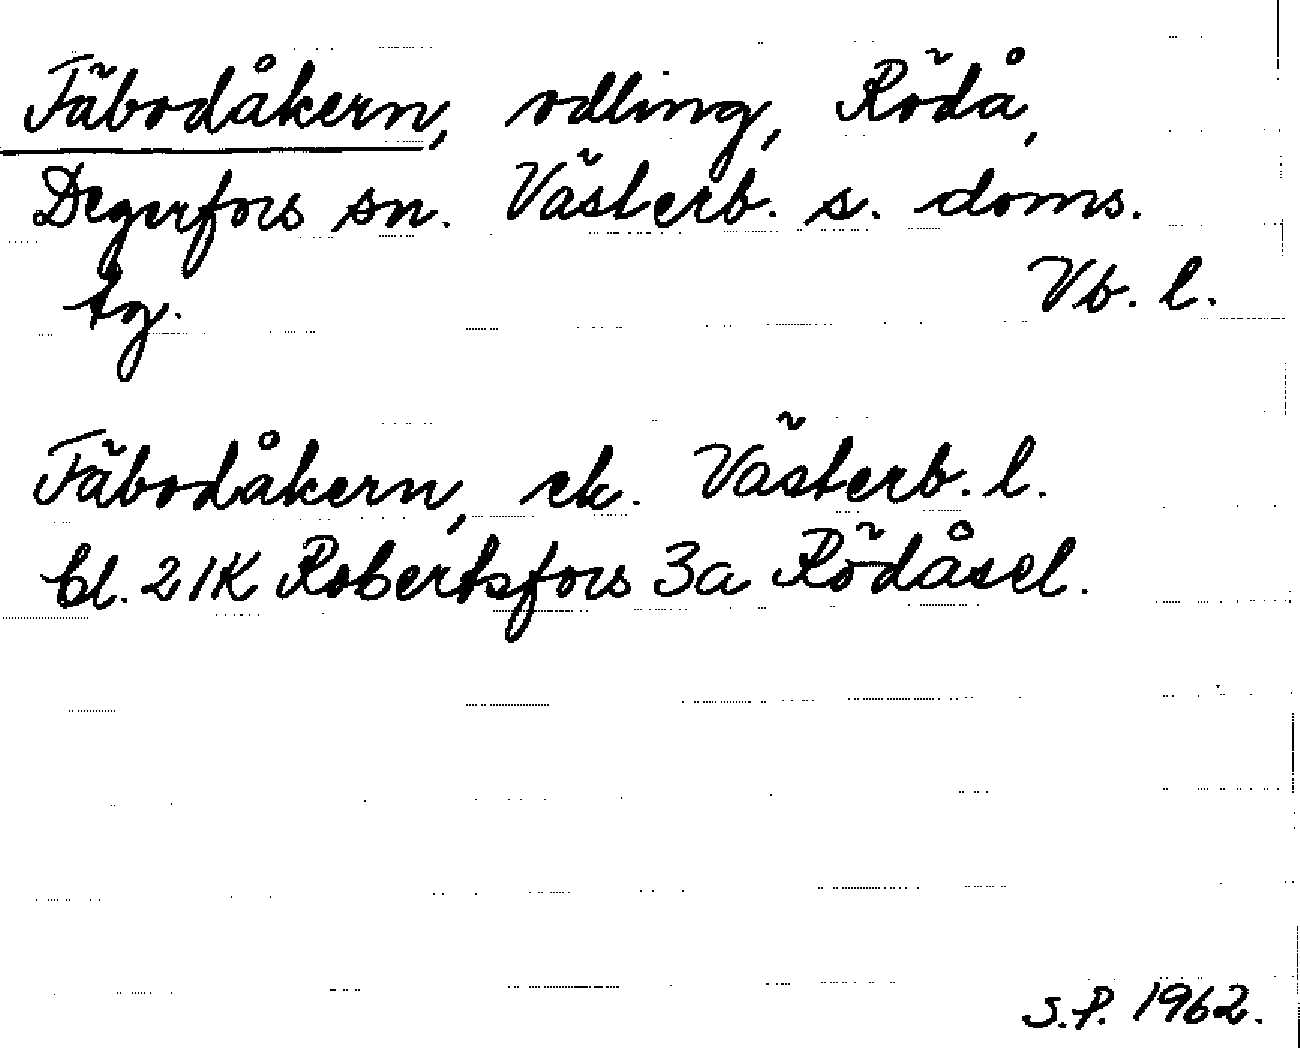 Fäbodåkern, odling, Rödå,
Degerfors sn. Västerb. s. doms.
tg. Vb. l.
Fäbodåkern, ek. Västerb. l.
bl. 21K Robertsfors 3a Rödåsel.
S.P. 1962.